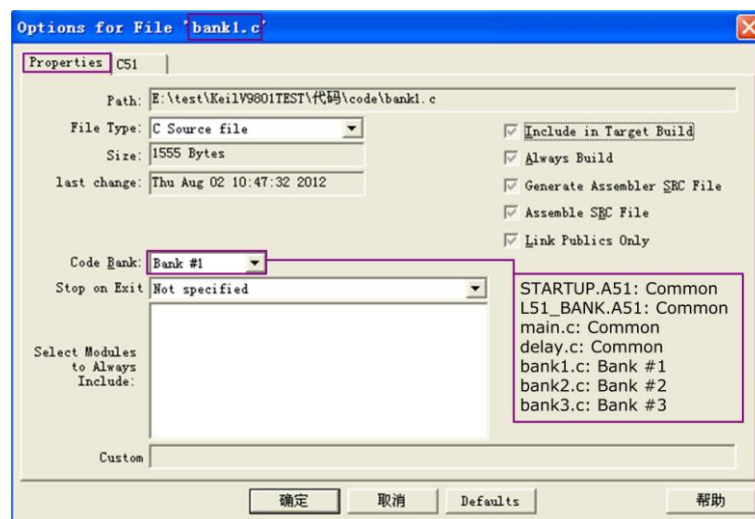 Options for File 'bank1.c'
Properties C51
Path: E:\test\KeilV9801TEST\代码\code\bank1.c
File Type: C Source file
Include in Target Build
Size: 1555 Bytes
Always Build
last change: Thu Aug 02 10:47:32 2012
Generate Assembler SRC File
Assemble SRC File
Link Publics Only
Code Bank: Bank #1
Stop on Exit Not specified
STARTUP.A51: Common
L51_BANK.A51: Common
main.c: Common
delay.c: Common
bank1.c: Bank #1
bank2.c: Bank #2
bank3.c: Bank #3
Select Modules
to Always
Include:
Custom
确定 取消 Defaults 帮助